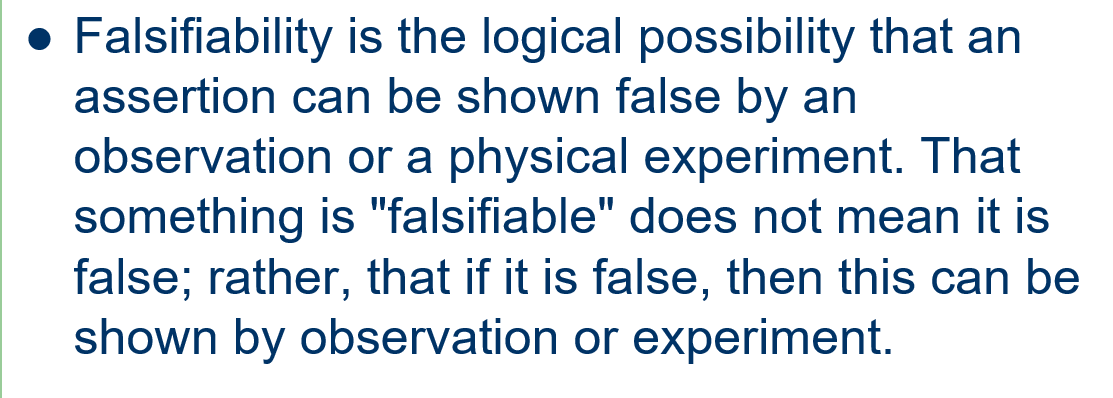 ● Falsifiability is the logical possibility that an
assertion can be shown false by an
observation or a physical experiment. That
something is "falsifiable" does not mean it is
false; rather, that if it is false, then this can be
shown by observation or experiment.